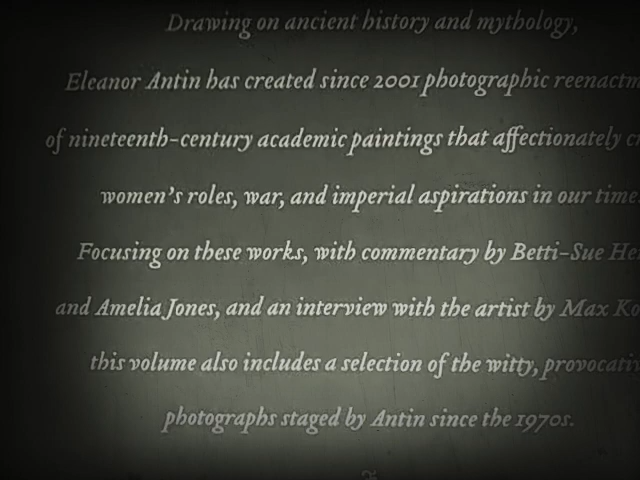 Drawing on ancient history and mythology,
Eleanor Antin has created since 2001 photographic
of nineteenth-century academic paintings that affectionately
women's roles, war, and imperial aspirations in our
Focusing on these works, with commentary by Betti-Sue
and Amelia Jones, and an interview with the artist by Max
this volume also includes a selection of the witty,
photographs staged by Antin since the 1970s.